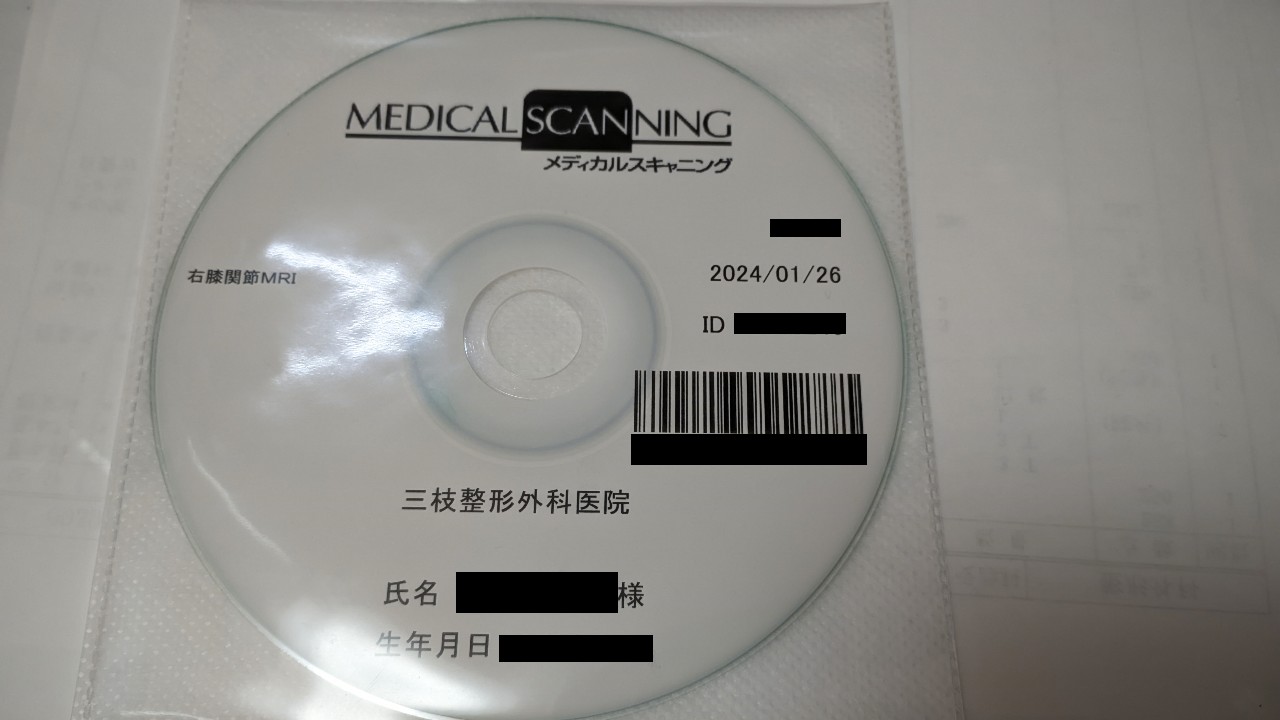 MEDICAL SCANNING
メディカルスキャニング
右膝関節MRI
2024/01/26
ID
三枝整形外科医院
氏名 様
生年月日